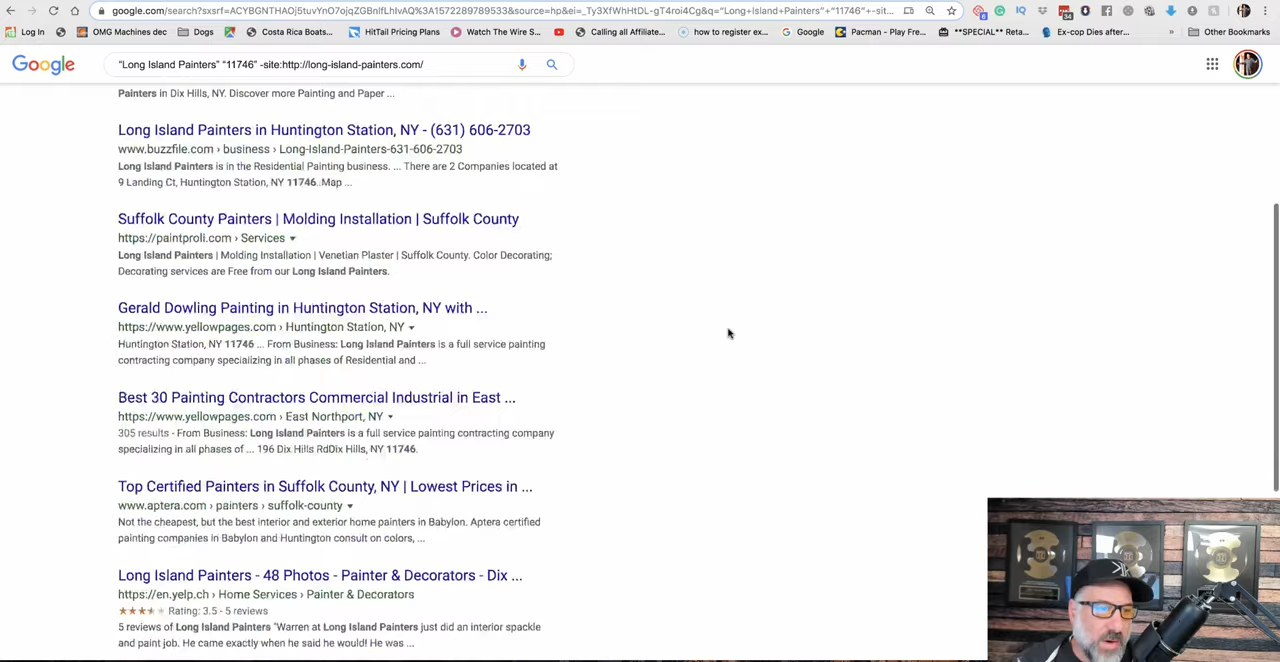 google.com/search?sxsrf=ACYBGNTHAOj5tuvYnO7ojqZGBnlfLhIvAQ%3A1572289789533&source=hp&ei=_Ty3XfWhHtDL-gT4roi4Cg&q="Long+Island+Painters"+"11746"+-sit...
Log In
OMG Machines dec
Dogs
Costa Rica Boats...
HitTail Pricing Plans
Watch The Wire S...
Calling all Affiliate...
how to register ex...
Google
Pacman - Play Fre...
**SPECIAL** Reta...
Ex-cop Dies after...
»
Other Bookmarks
Google
"Long Island Painters" "11746" -site:http://long-island-painters.com/
Painters in Dix Hills, NY. Discover more Painting and Paper ...
Long Island Painters in Huntington Station, NY - (631) 606-2703
www.buzzfile.com › business › Long-Island-Painters-631-606-2703
Long Island Painters is in the Residential Painting business. ... There are 2 Companies located at
9 Landing Ct, Huntington Station, NY 11746. Map ...
Suffolk County Painters | Molding Installation | Suffolk County
https://paintproli.com › Services
Long Island Painters | Molding Installation | Venetian Plaster | Suffolk County. Color Decorating;
Decorating services are Free from our Long Island Painters.
Gerald Dowling Painting in Huntington Station, NY with ...
https://www.yellowpages.com › Huntington Station, NY
Huntington Station, NY 11746 ... From Business: Long Island Painters is a full service painting
contracting company specializing in all phases of Residential and ...
Best 30 Painting Contractors Commercial Industrial in East ...
https://www.yellowpages.com › East Northport, NY
305 results - From Business: Long Island Painters is a full service painting contracting company
specializing in all phases of ... 196 Dix Hills RdDix Hills, NY 11746.
Top Certified Painters in Suffolk County, NY | Lowest Prices in ...
www.aptera.com › painters › suffolk-county
Not the cheapest, but the best interior and exterior home painters in Babylon. Aptera certified
painting companies in Babylon and Huntington consult on colors, ...
Long Island Painters - 48 Photos - Painter & Decorators - Dix ...
https://en.yelp.ch › Home Services › Painter & Decorators
Rating: 3.5 - 5 reviews
5 reviews of Long Island Painters "Warren at Long Island Painters just did an interior spackle
and paint job. He came exactly when he said he would! He was ...